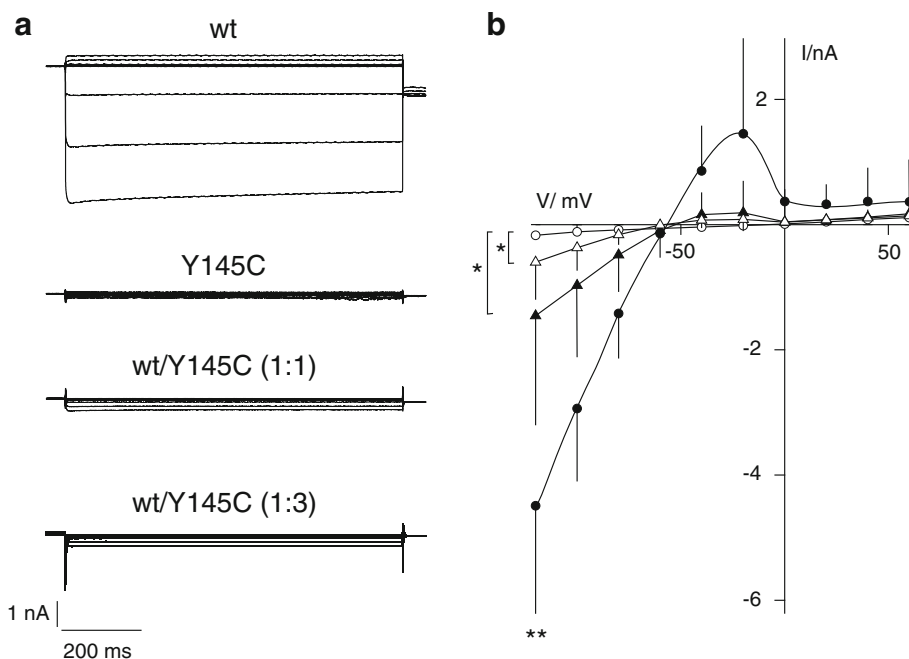 a
wt
Y145C
wt/Y145C (1:1)
wt/Y145C (1:3)
1 nA
200 ms
b
I/nA
2
V/ mV
-50
50
*
*
-2
-4
-6
**